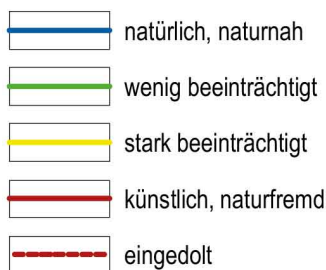 natürlich, naturnah
wenig beeinträchtigt
stark beeinträchtigt
künstlich, naturfremd
eingedolt